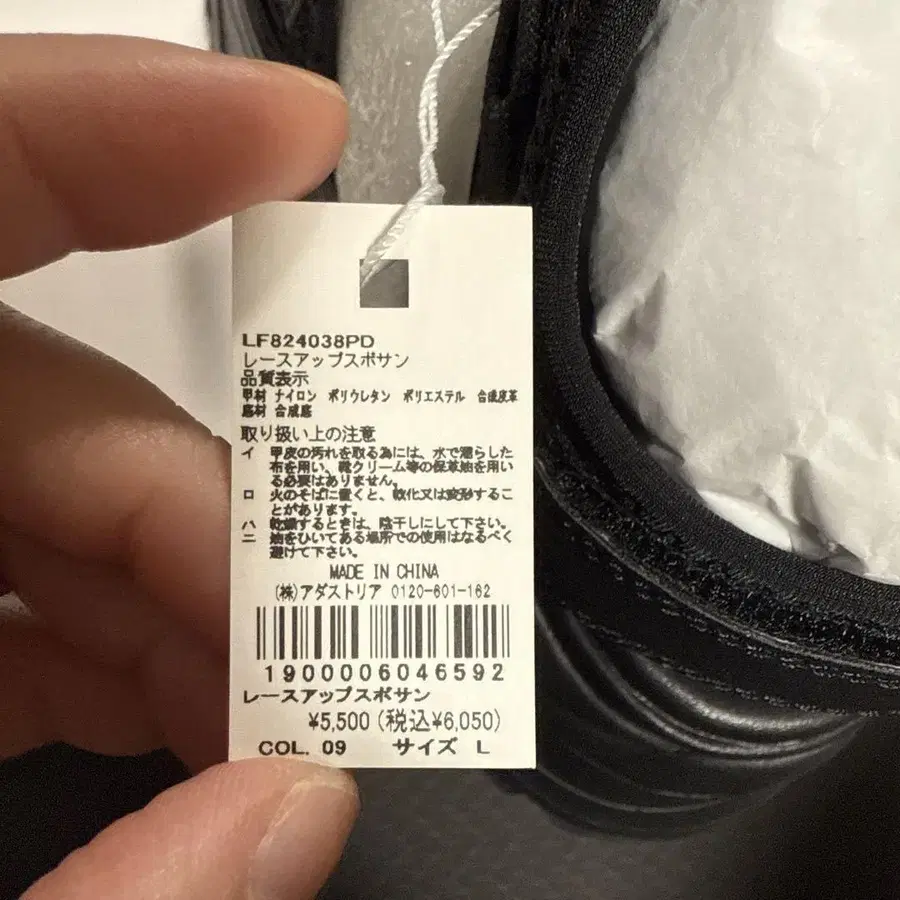 LF824038PD
レースアップスポサン
品質表示
甲材 ナイロン ポリウレタン ポリエステル 合成皮革
底材 合成底
取り扱い上の注意
イ 甲皮の汚れを取る為には、水で濡らした
布を用い、靴クリーム等の保革油を用い
る必要はありません。
ロ 火のそばに置くと、軟化又は変形するこ
とがあります。
ハ 乾燥するときは、陰干しにして下さい。
ニ 油をひいてある場所での使用はなるべく
避けて下さい。
MADE IN CHINA
(株)アダストリア 0120-601-162
1900006046592
レースアップスポサン
¥5,500(税込¥6,050)
COL. 09 サイズ L